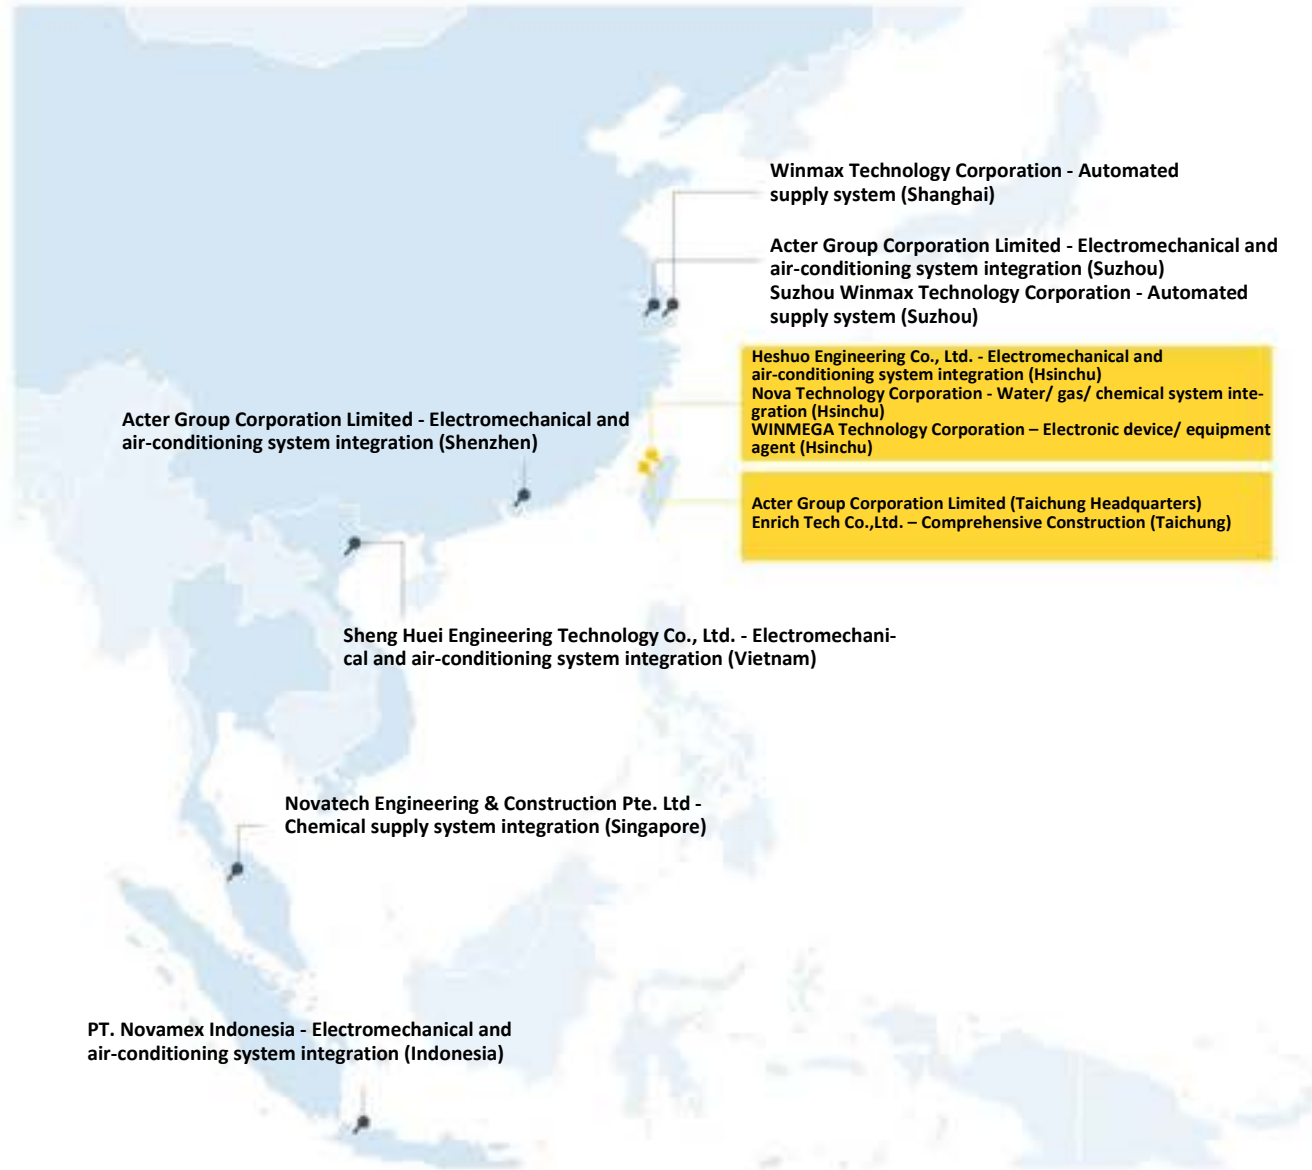 Winmax Technology Corporation - Automated
supply system (Shanghai)
Acter Group Corporation Limited - Electromechanical and
air-conditioning system integration (Suzhou)
Suzhou Winmax Technology Corporation - Automated
supply system (Suzhou)
Heshuo Engineering Co., Ltd. - Electromechanical and
air-conditioning system integration (Hsinchu)
Nova Technology Corporation - Water/ gas/ chemical system inte-
gration (Hsinchu)
WINMEGA Technology Corporation – Electronic device/ equipment
agent (Hsinchu)
Acter Group Corporation Limited - Electromechanical and
air-conditioning system integration (Shenzhen)
Acter Group Corporation Limited (Taichung Headquarters)
Enrich Tech Co.,Ltd. – Comprehensive Construction (Taichung)
Sheng Huei Engineering Technology Co., Ltd. - Electromechani-
cal and air-conditioning system integration (Vietnam)
Novatech Engineering & Construction Pte. Ltd -
Chemical supply system integration (Singapore)
PT. Novamex Indonesia - Electromechanical and
air-conditioning system integration (Indonesia)